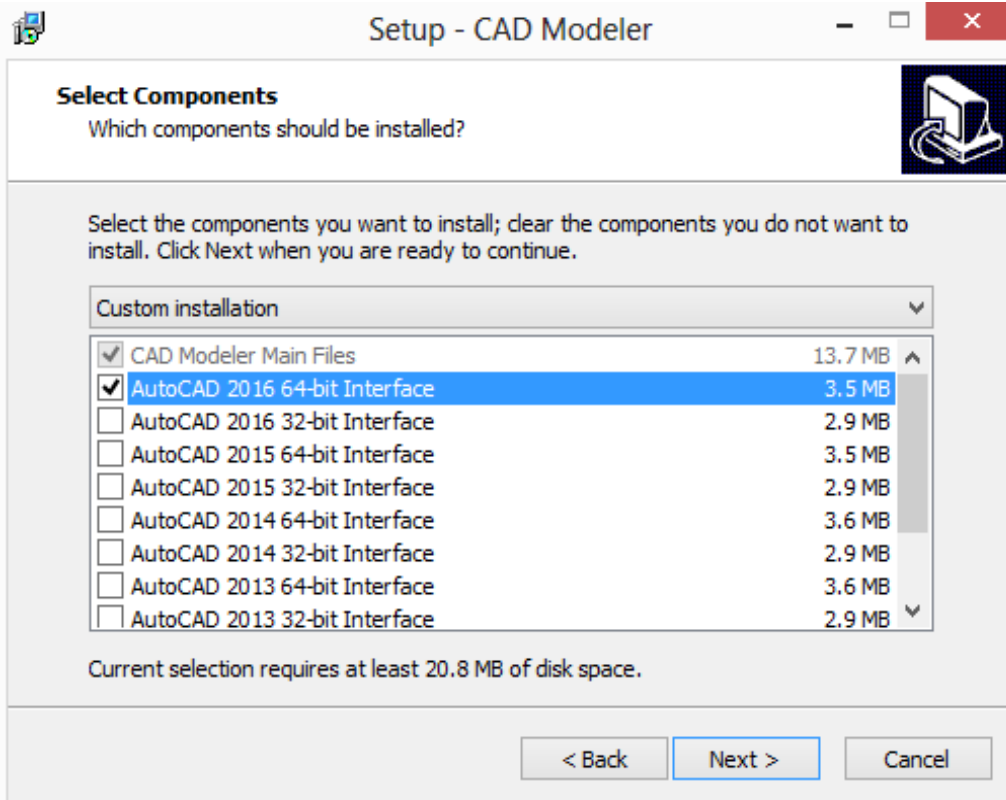 Setup - CAD Modeler
Select Components
Which components should be installed?
Select the components you want to install; clear the components you do not want to
install. Click Next when you are ready to continue.
Custom installation
CAD Modeler Main Files 13.7 MB
AutoCAD 2016 64-bit Interface 3.5 MB
AutoCAD 2016 32-bit Interface 2.9 MB
AutoCAD 2015 64-bit Interface 3.5 MB
AutoCAD 2015 32-bit Interface 2.9 MB
AutoCAD 2014 64-bit Interface 3.6 MB
AutoCAD 2014 32-bit Interface 2.9 MB
AutoCAD 2013 64-bit Interface 3.6 MB
AutoCAD 2013 32-bit Interface 2.9 MB
Current selection requires at least 20.8 MB of disk space.
< Back Next > Cancel